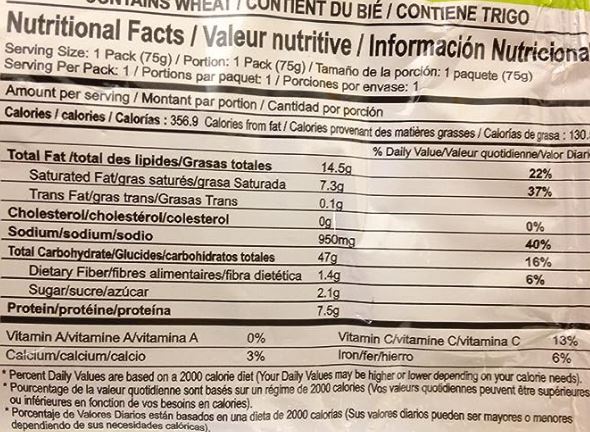 CONTAINS WHEAT / CONTIENT DU BIÉ / CONTIENE TRIGO
Nutritional Facts / Valeur nutritive / Información Nutriciona
Serving Size: 1 Pack (75g) / Portion: 1 Pack (75g) / Tamaño de la porción: 1 paquete (75g)
Serving Per Pack: 1 / Portions par paquet: 1 / Porciones por envase: 1
Amount per serving / Montant par portion / Cantidad por porción
Calories / calories / Calorías : 356.9 Calories from fat / Calories provenant des matières grasses / Calorías de grasa : 130.
% Daily Value/Valeur quotidienne/Valor Diari
Total Fat /total des lipides/Grasas totales 14.5g 22%
Saturated Fat/gras saturés/grasa Saturada 7.3g 37%
Trans Fat/gras trans/Grasas Trans 0.1g
Cholesterol/cholestérol/colesterol 0g 0%
Sodium/sodium/sodio 950mg 40%
Total Carbohydrate/Glucides/carbohidratos totales 47g 16%
Dietary Fiber/fibres alimentaires/fibra dietética 1.4g 6%
Sugar/sucre/azúcar 2.1g
Protein/protéine/proteína 7.5g
Vitamin A/vitamine A/vitamina A 0% Vitamin C/vitamine C/vitamina C 13%
Calcium/calcium/calcio 3% Iron/fer/hierro 6%
* Percent Daily Values are based on a 2000 calorie diet (Your Daily Values may be higher or lower depending on your calorie needs).
* Pourcentage de la valeur quotidienne sont basés sur un régime de 2000 calories (Vos valeurs quotidiennes peuvent être supérieures
ou inférieures en fonction de vos besoins en calories).
* Porcentaje de Valores Diarios están basados en una dieta de 2000 calorías (Sus valores diarios pueden ser mayores o menores
dependiendo de sus necesidades calóricas).